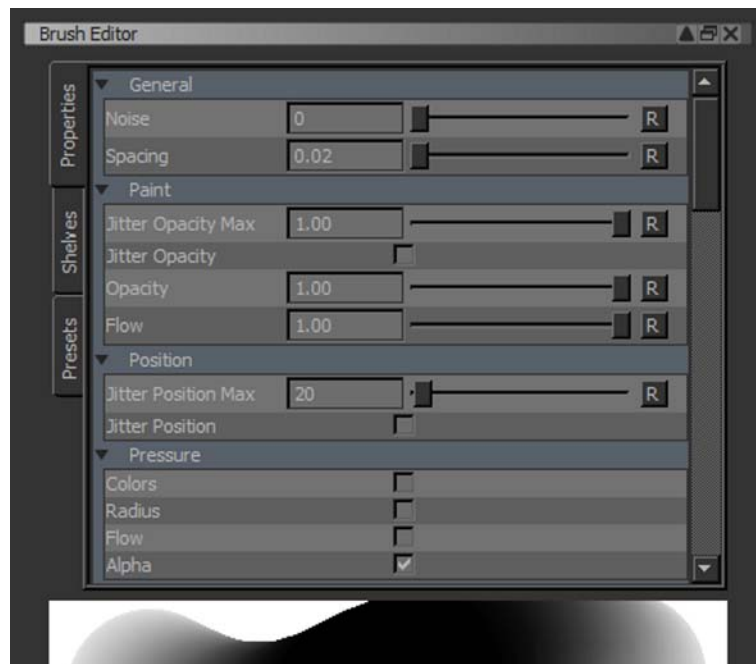 Brush Editor
Properties
Shelves
Presets
General
Noise 0 R
Spacing 0.02 R
Paint
Jitter Opacity Max 1.00 R
Jitter Opacity
Opacity 1.00 R
Flow 1.00 R
Position
Jitter Position Max 20 R
Jitter Position
Pressure
Colors
Radius
Flow
Alpha